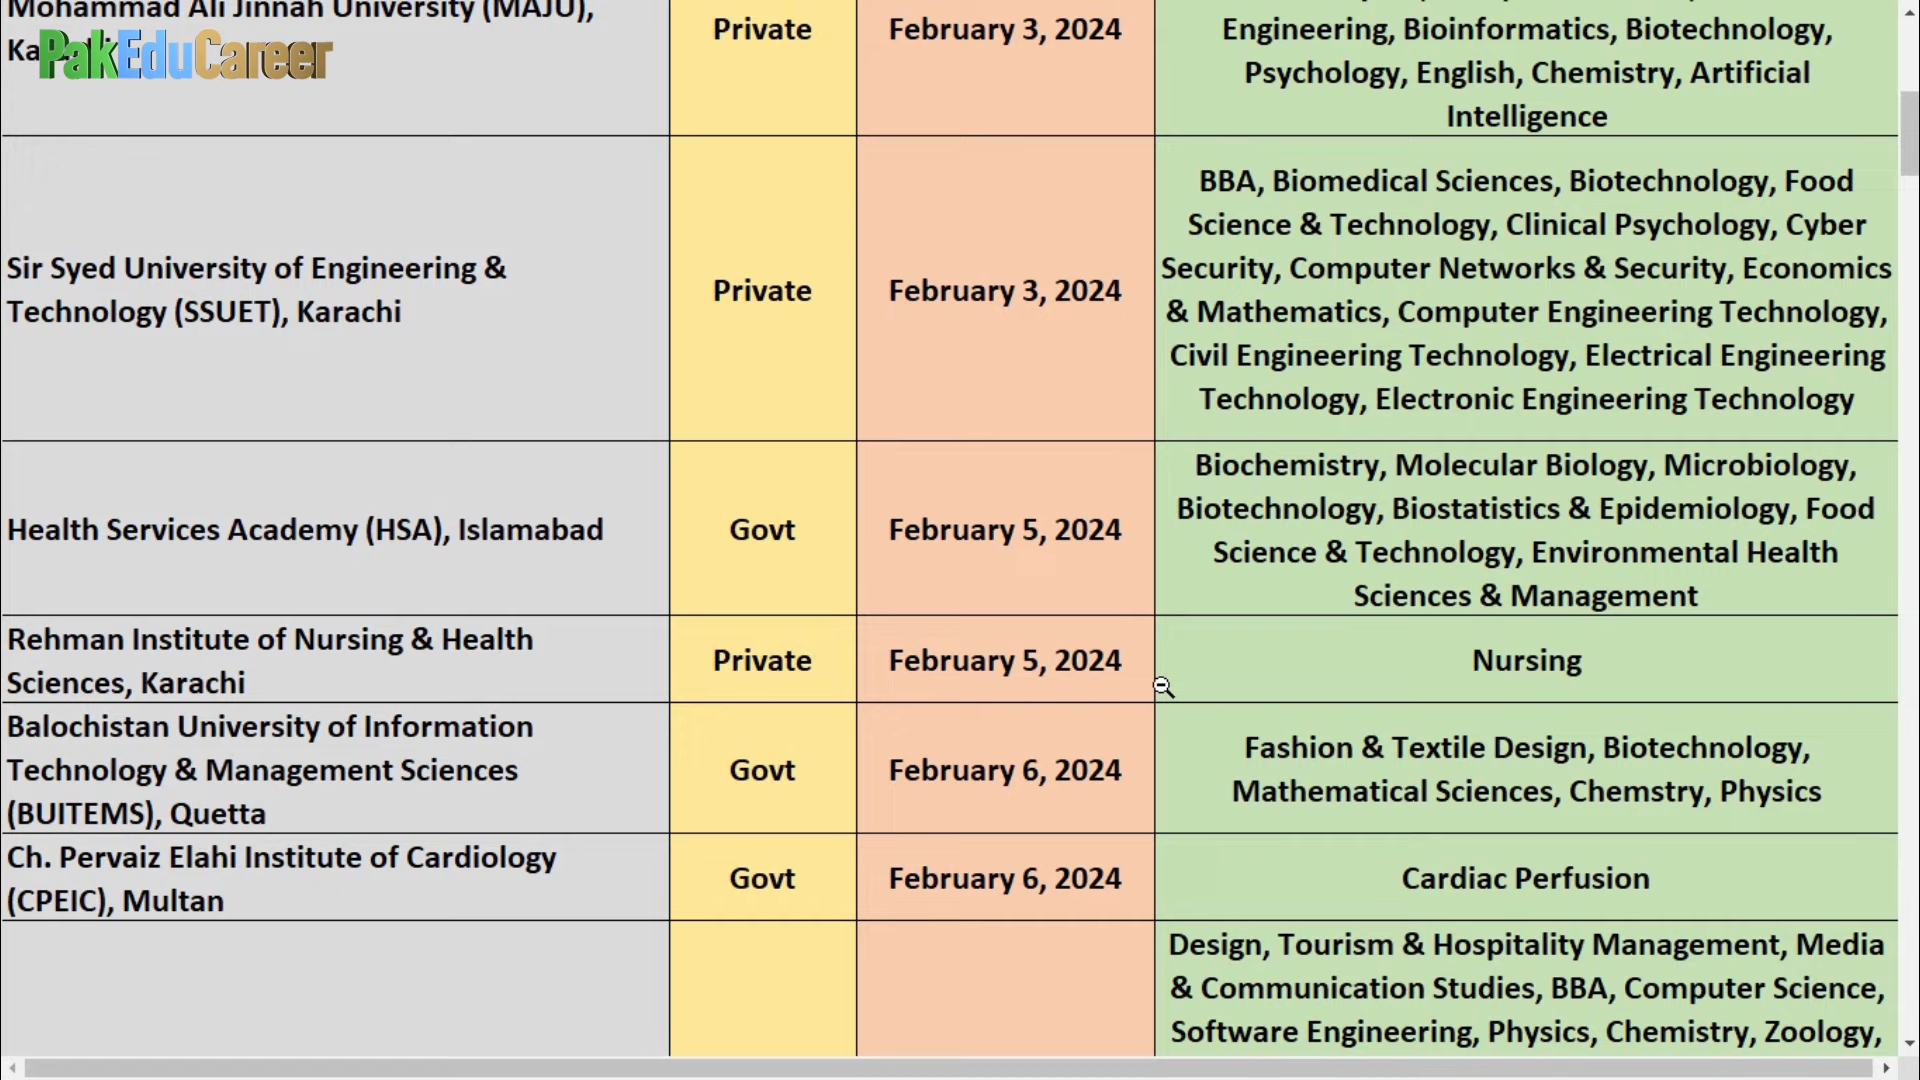 Mohammad Ali Jinnah University (MAJU),
PakEduCareer
Private
February 3, 2024
Engineering, Bioinformatics, Biotechnology,
Psychology, English, Chemistry, Artificial
Intelligence
Sir Syed University of Engineering &
Technology (SSUET), Karachi
Private
February 3, 2024
BBA, Biomedical Sciences, Biotechnology, Food
Science & Technology, Clinical Psychology, Cyber
Security, Computer Networks & Security, Economics
& Mathematics, Computer Engineering Technology,
Civil Engineering Technology, Electrical Engineering
Technology, Electronic Engineering Technology
Health Services Academy (HSA), Islamabad
Govt
February 5, 2024
Biochemistry, Molecular Biology, Microbiology,
Biotechnology, Biostatistics & Epidemiology, Food
Science & Technology, Environmental Health
Sciences & Management
Rehman Institute of Nursing & Health
Sciences, Karachi
Private
February 5, 2024
Nursing
Balochistan University of Information
Technology & Management Sciences
(BUITEMS), Quetta
Govt
February 6, 2024
Fashion & Textile Design, Biotechnology,
Mathematical Sciences, Chemstry, Physics
Ch. Pervaiz Elahi Institute of Cardiology
(CPEIC), Multan
Govt
February 6, 2024
Cardiac Perfusion
Design, Tourism & Hospitality Management, Media
& Communication Studies, BBA, Computer Science,
Software Engineering, Physics, Chemistry, Zoology,